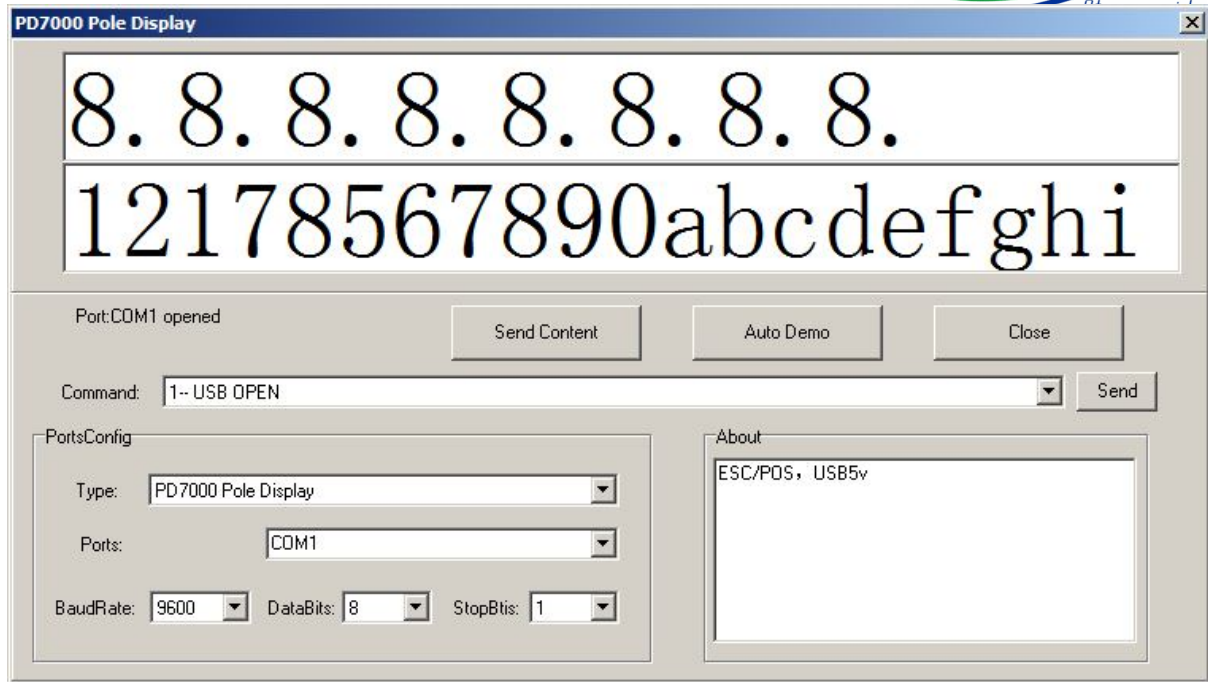 PD7000 Pole Display
8. 8. 8. 8. 8. 8. 8. 8.
12178567890abcdefghi
Port:COM1 opened
Send Content
Auto Demo
Close
Command: 1-- USB OPEN
Send
PortsConfig
Type: PD7000 Pole Display
Ports: COM1
BaudRate: 9600 DataBits: 8 StopBtis: 1
About
ESC/POS, USB5v